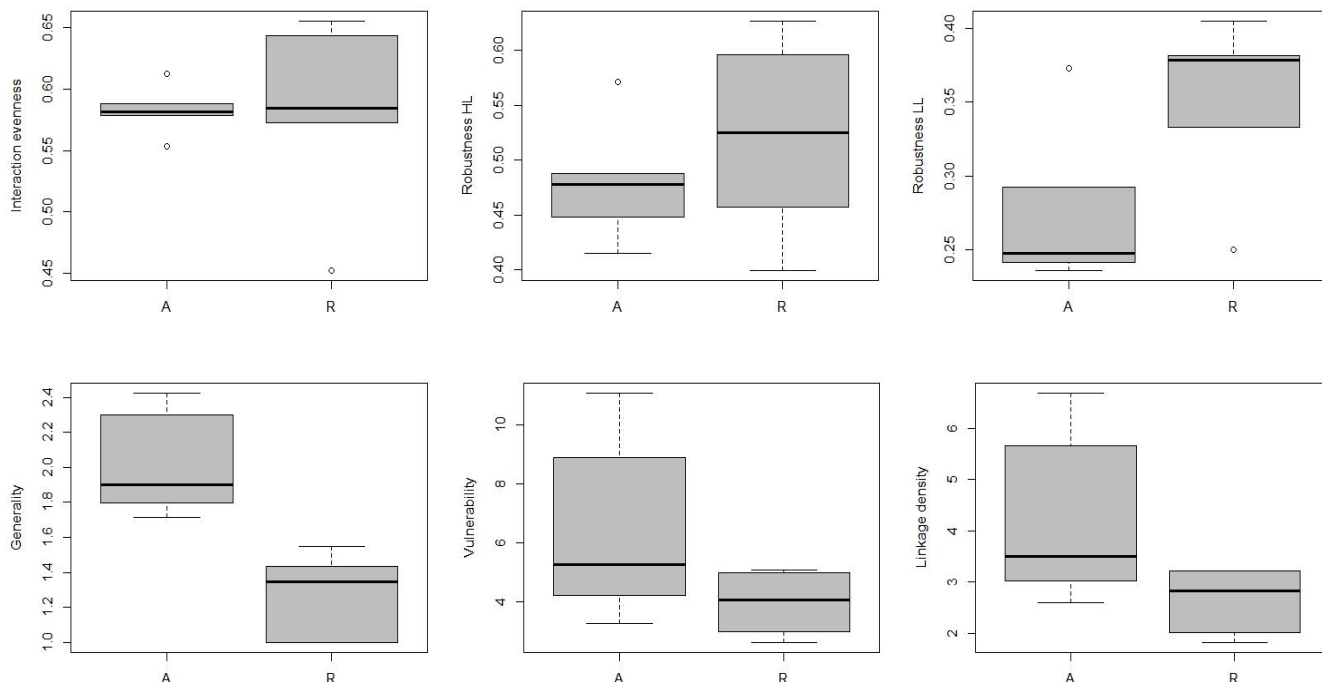 Interaction evenness
0.65
0.60
0.55
0.50
0.45
A R
Robustness HL
0.60
0.55
0.50
0.45
0.40
A R
Robustness LL
0.40
0.35
0.30
0.25
A R
Generality
2.4
2.2
2.0
1.8
1.6
1.4
1.2
1.0
A R
Vulnerability
10
8
6
4
A R
Linkage density
6
5
4
3
2
A R